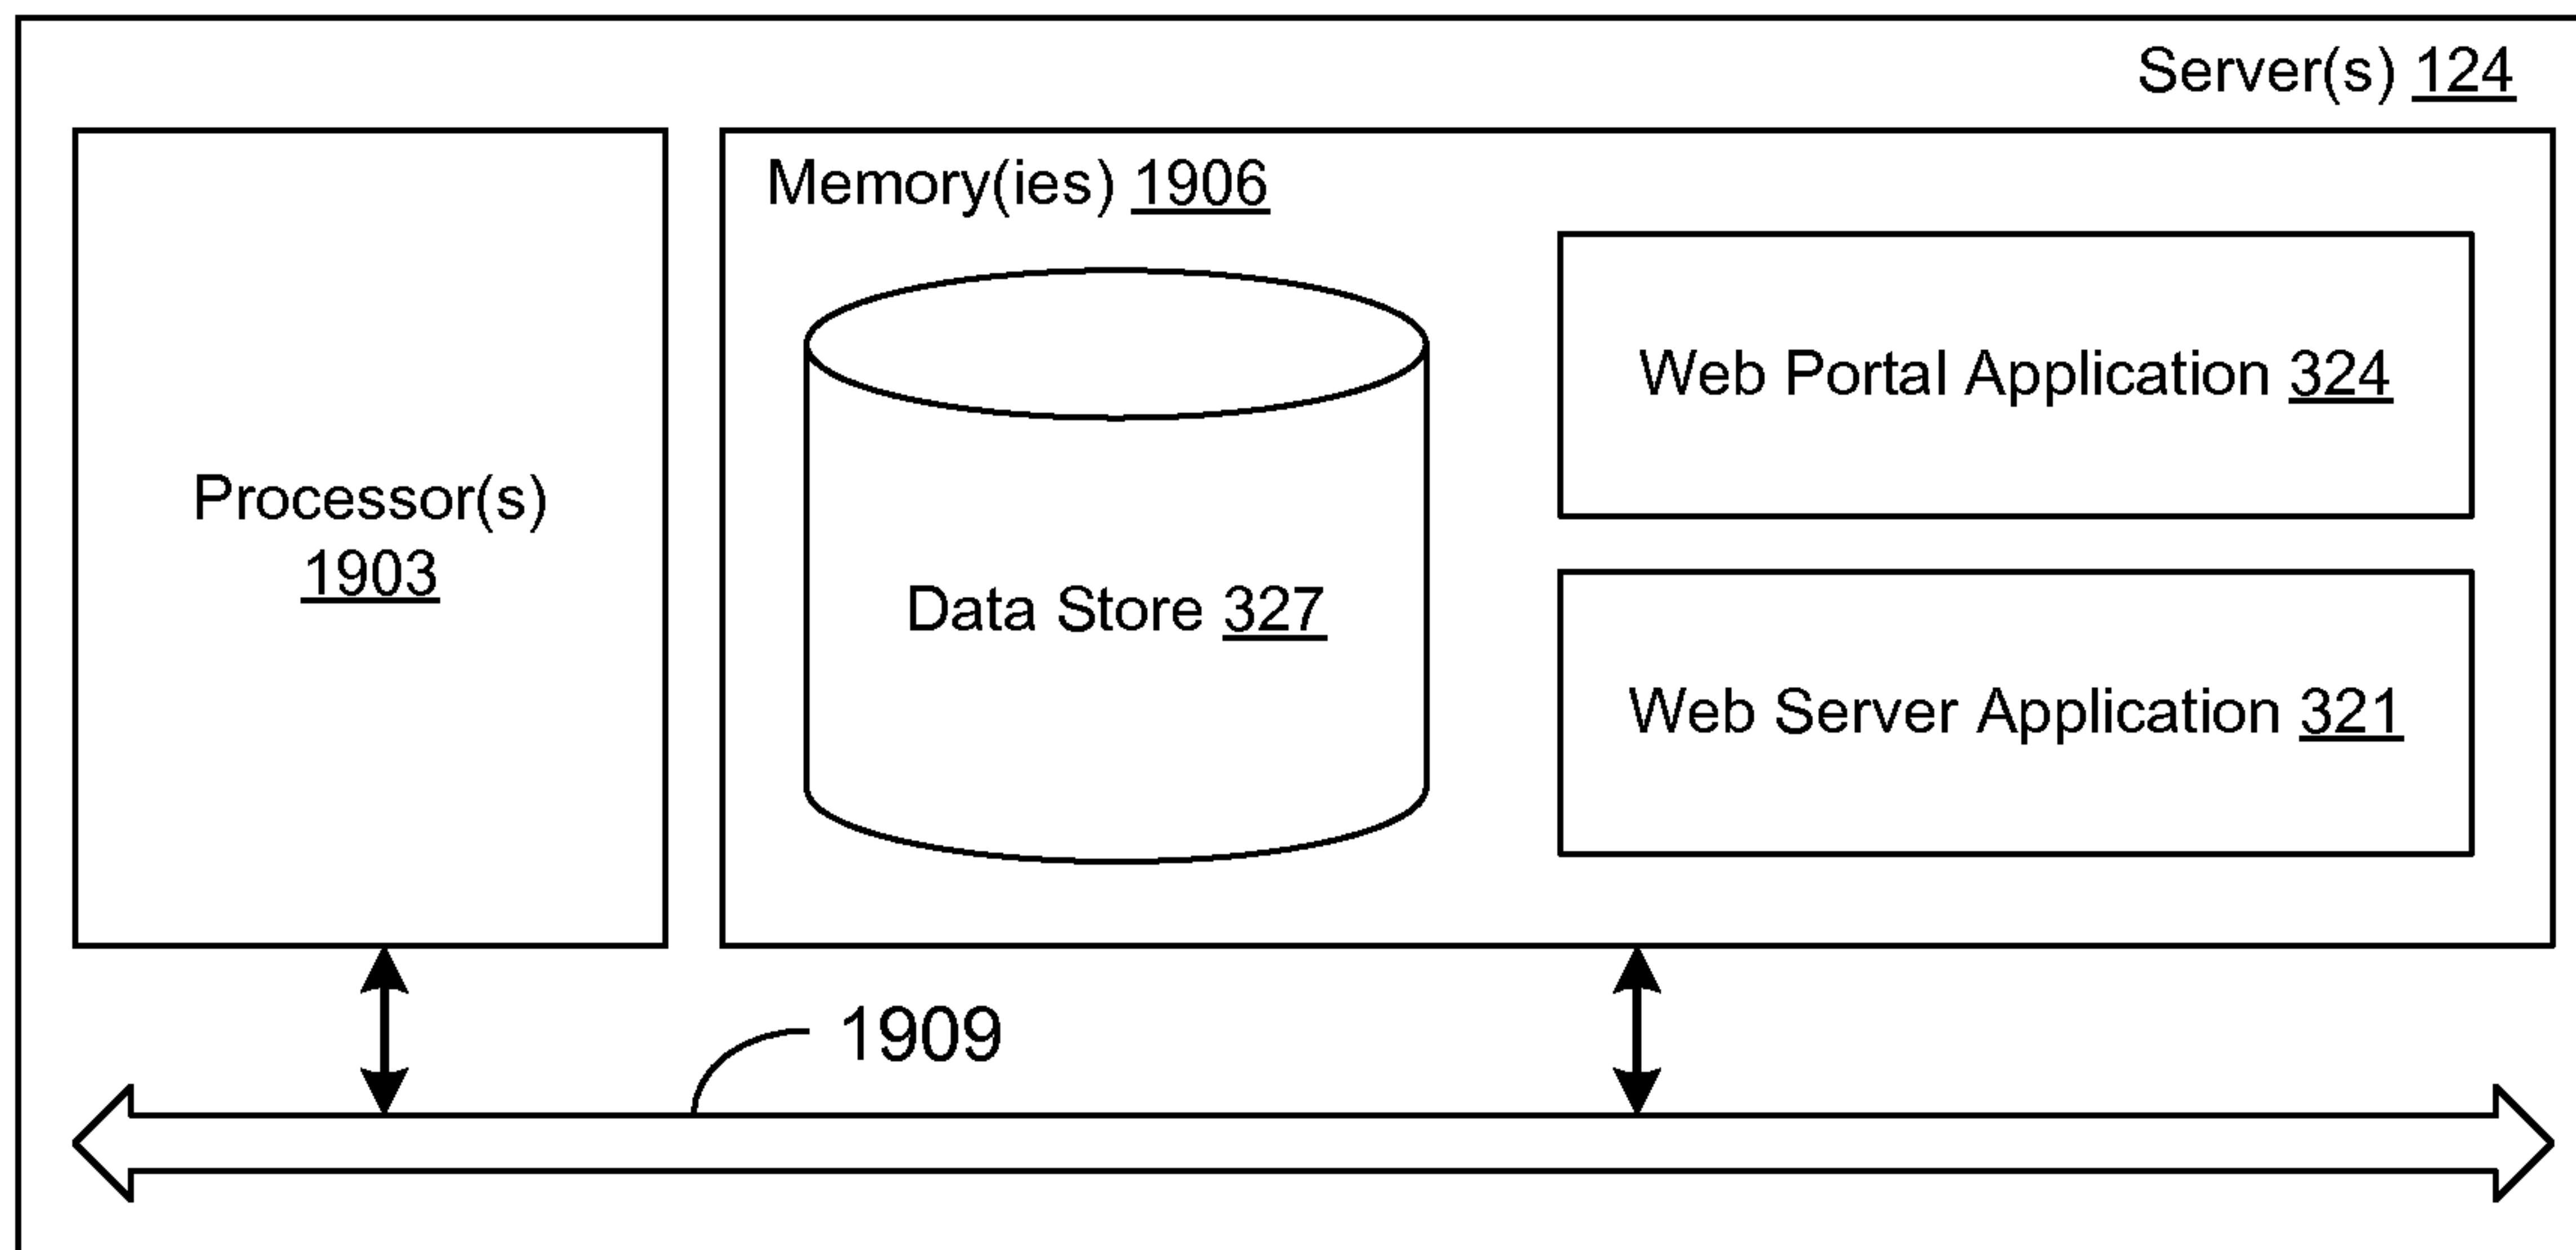 Server(s) 124
Memory(ies) 1906
Processor(s)
1903
Data Store 327
Web Portal Application 324
Web Server Application 321
1909